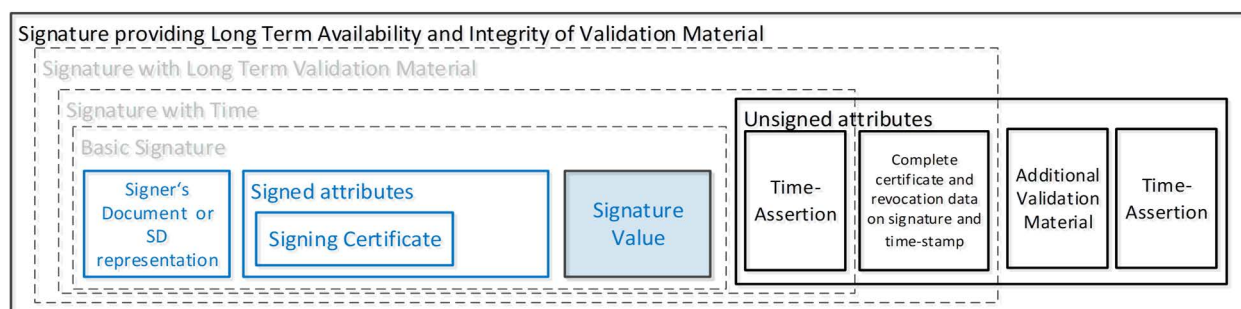 Signature providing Long Term Availability and Integrity of Validation Material
Signature with Long Term Validation Material
Signature with Time
Basic Signature
Signer‘s
Document or
SD
representation
Signed attributes
Signing Certificate
Signature
Value
Unsigned attributes
Time-
Assertion
Complete
certificate and
revocation data
on signature and
time-stamp
Additional
Validation
Material
Time-
Assertion